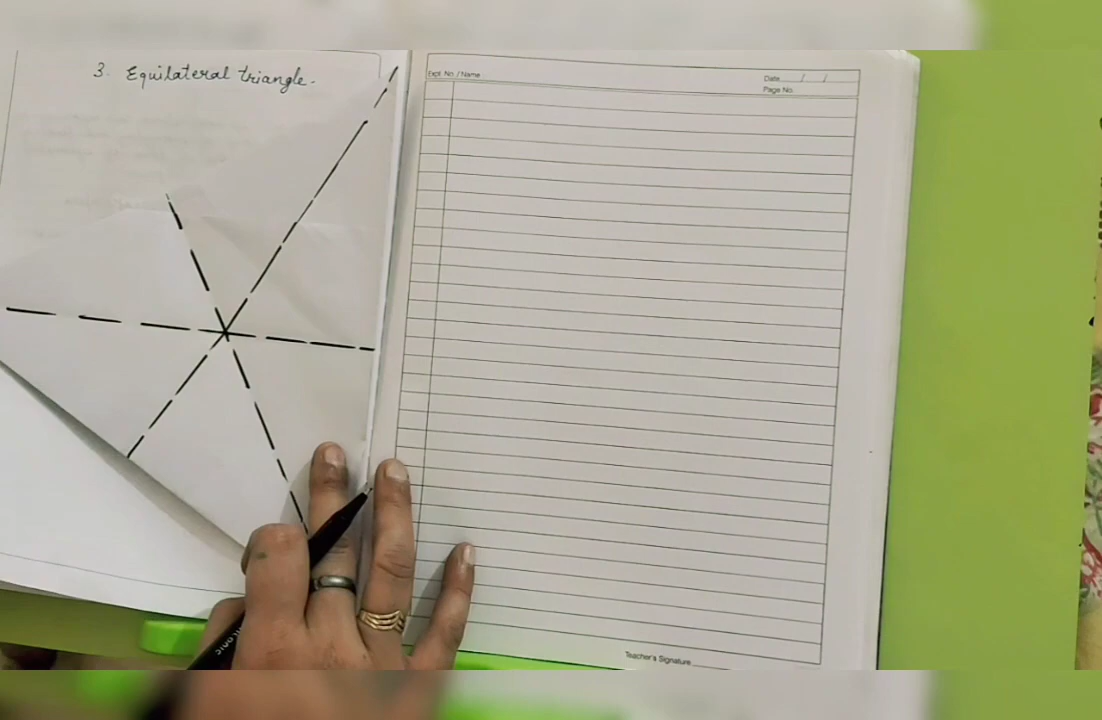 3. Equilateral triangle.
Expt. No. / Name
Date / /
Page No.
Teacher's Signature